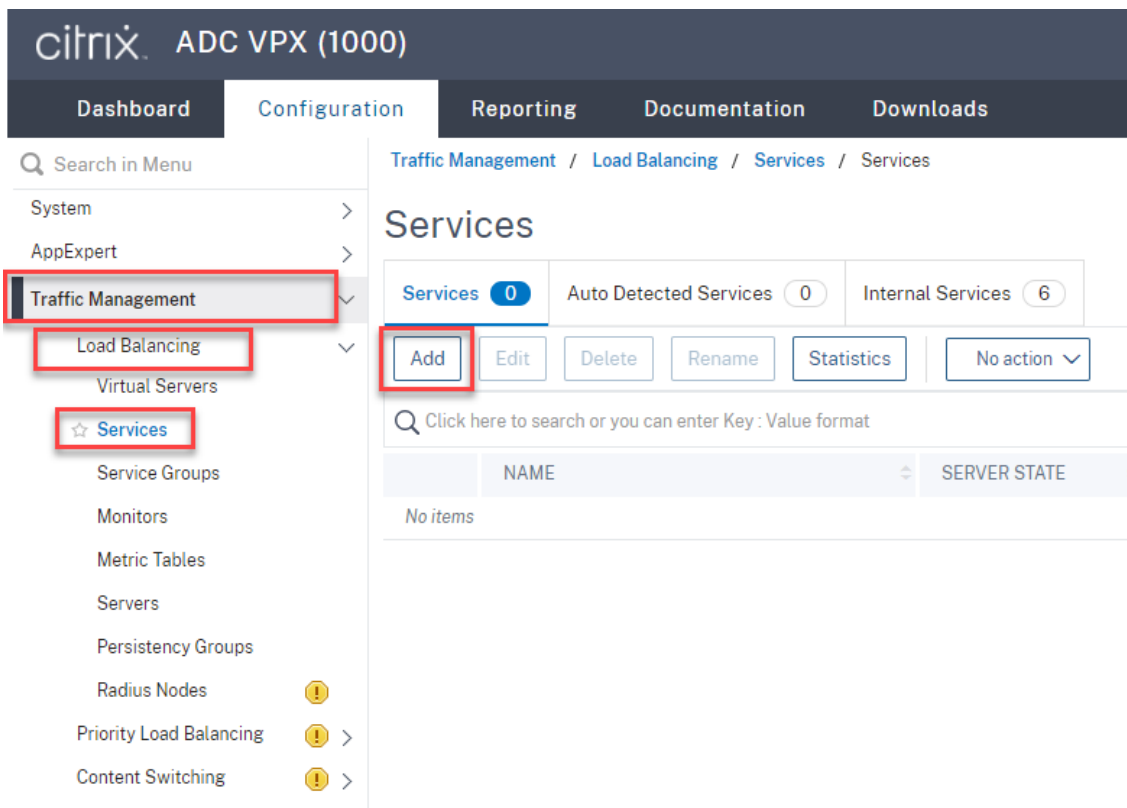 citrix. ADC VPX (1000)
Dashboard Configuration Reporting Documentation Downloads
Search in Menu
System
AppExpert
Traffic Management
Load Balancing
Virtual Servers
Services
Service Groups
Monitors
Metric Tables
Servers
Persistency Groups
Radius Nodes
Priority Load Balancing
Content Switching
Traffic Management / Load Balancing / Services / Services
Services
Services 0 Auto Detected Services 0 Internal Services 6
Add Edit Delete Rename Statistics No action
Click here to search or you can enter Key : Value format
NAME SERVER STATE
No items